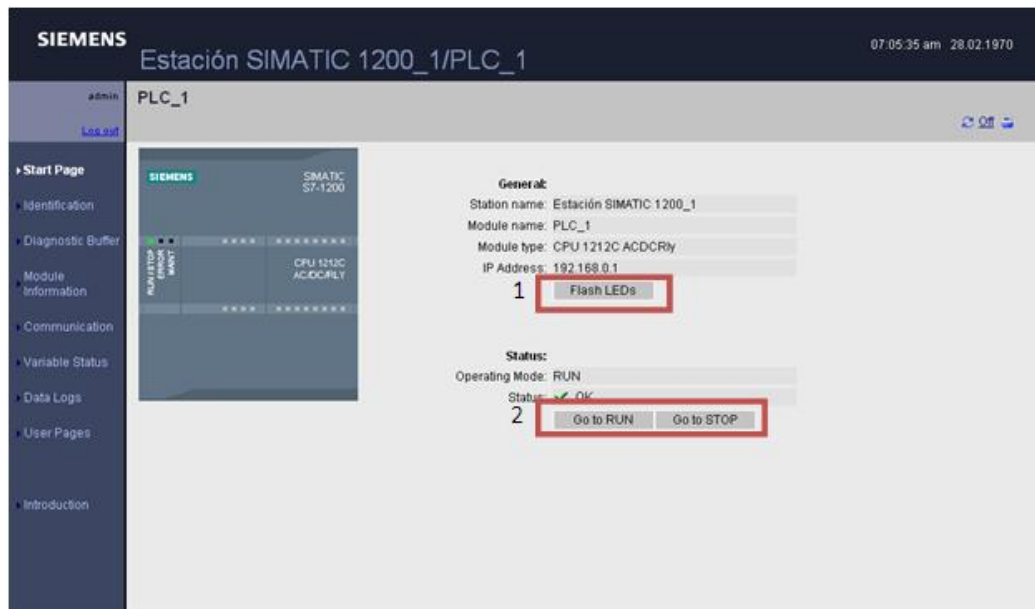 SIEMENS
Estación SIMATIC 1200_1/PLC_1
07:05:35 am 28.02.1970
admin
Log out
PLC_1
Off
Start Page
Identification
Diagnostic Buffer
Module
Information
Communication
Variable Status
Data Logs
User Pages
Introduction
SIEMENS
SIMATIC
S7-1200
RUN / STOP
ERROR
MAINT
CPU 1212C
AC/DC/RLY
General:
Station name: Estación SIMATIC 1200_1
Module name: PLC_1
Module type: CPU 1212C ACDCRly
IP Address: 192.168.0.1
1 Flash LEDs
Status:
Operating Mode: RUN
Status: OK
2 Go to RUN Go to STOP